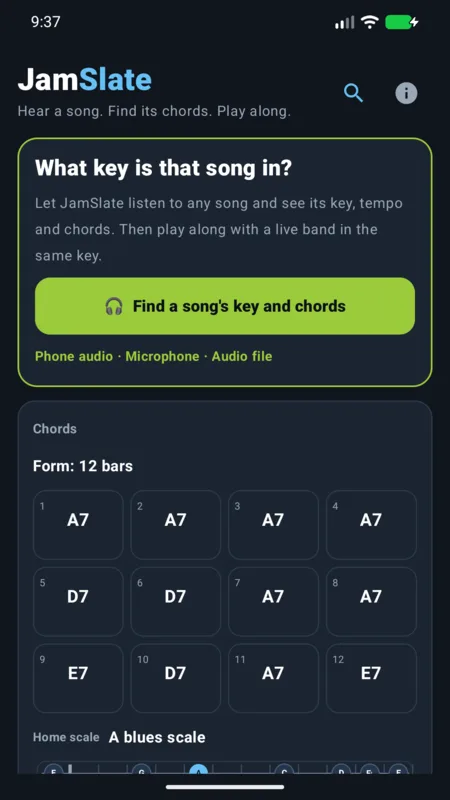 9:37
JamSlate
Hear a song. Find its chords. Play along.
What key is that song in?
Let JamSlate listen to any song and see its key, tempo
and chords. Then play along with a live band in the
same key.
Find a song's key and chords
Phone audio · Microphone · Audio file
Chords
Form: 12 bars
1 A7 2 A7 3 A7 4 A7
5 D7 6 D7 7 A7 8 A7
9 E7 10 D7 11 A7 12 E7
Home scale A blues scale